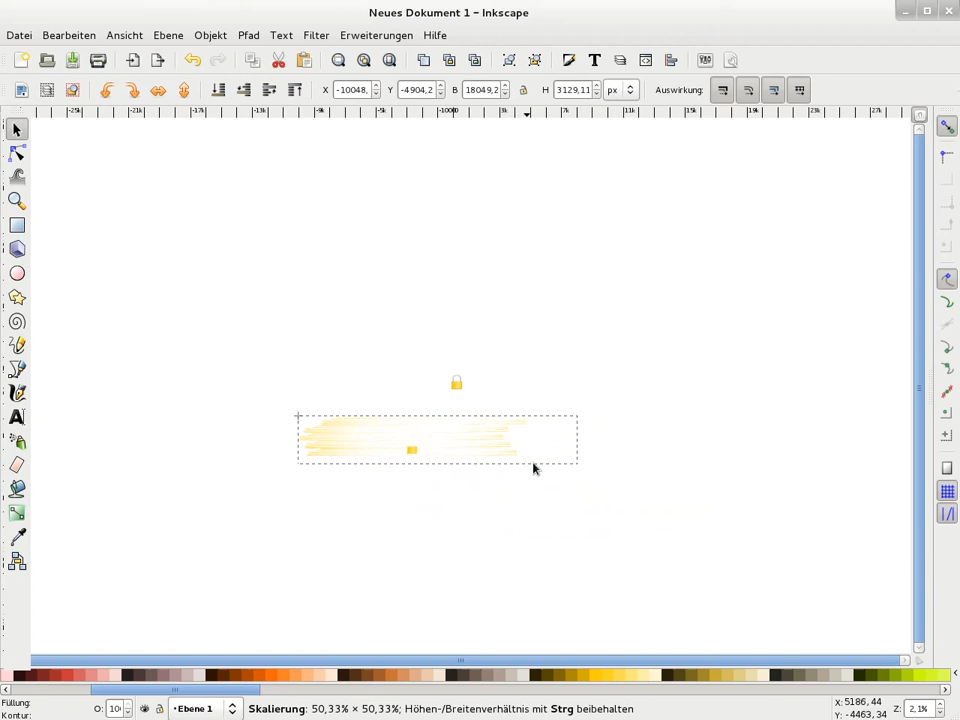 Neues Dokument 1 - Inkscape
Datei Bearbeiten Ansicht Ebene Objekt Pfad Text Filter Erweiterungen Hilfe
X -10048, Y -4904,2 B 18049,2 H 3129,11 px Auswirkung:
Füllung:
Kontur:
O: 10 Ebene 1 Skalierung: 50,33% × 50,33%; Höhen-/Breitenverhältnis mit Strg beibehalten
X: 5186,44
Y: -4463,34
Z: 2,1%